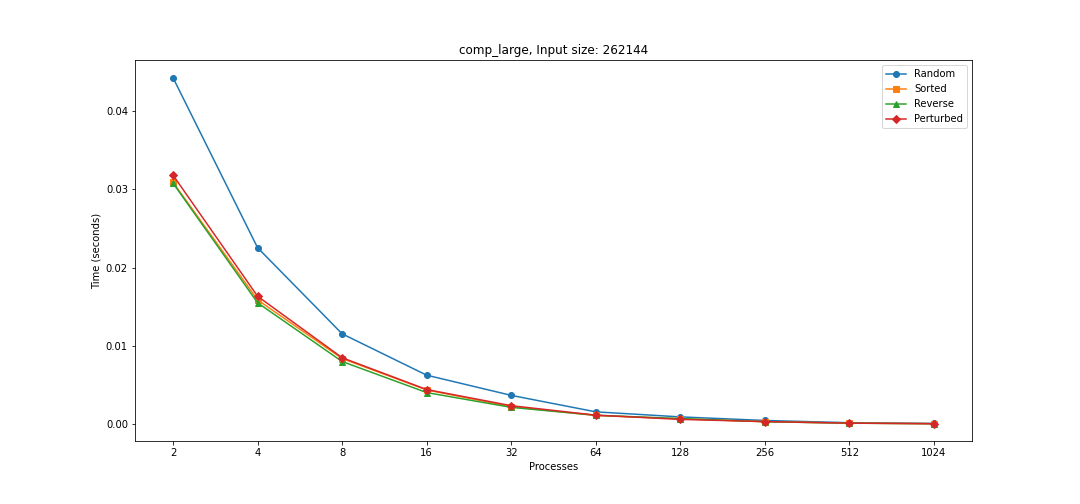 comp_large, Input size: 262144
Random
Sorted
Reverse
Perturbed
Time (seconds)
0.04
0.03
0.02
0.01
0.00
2 4 8 16 32 64 128 256 512 1024
Processes